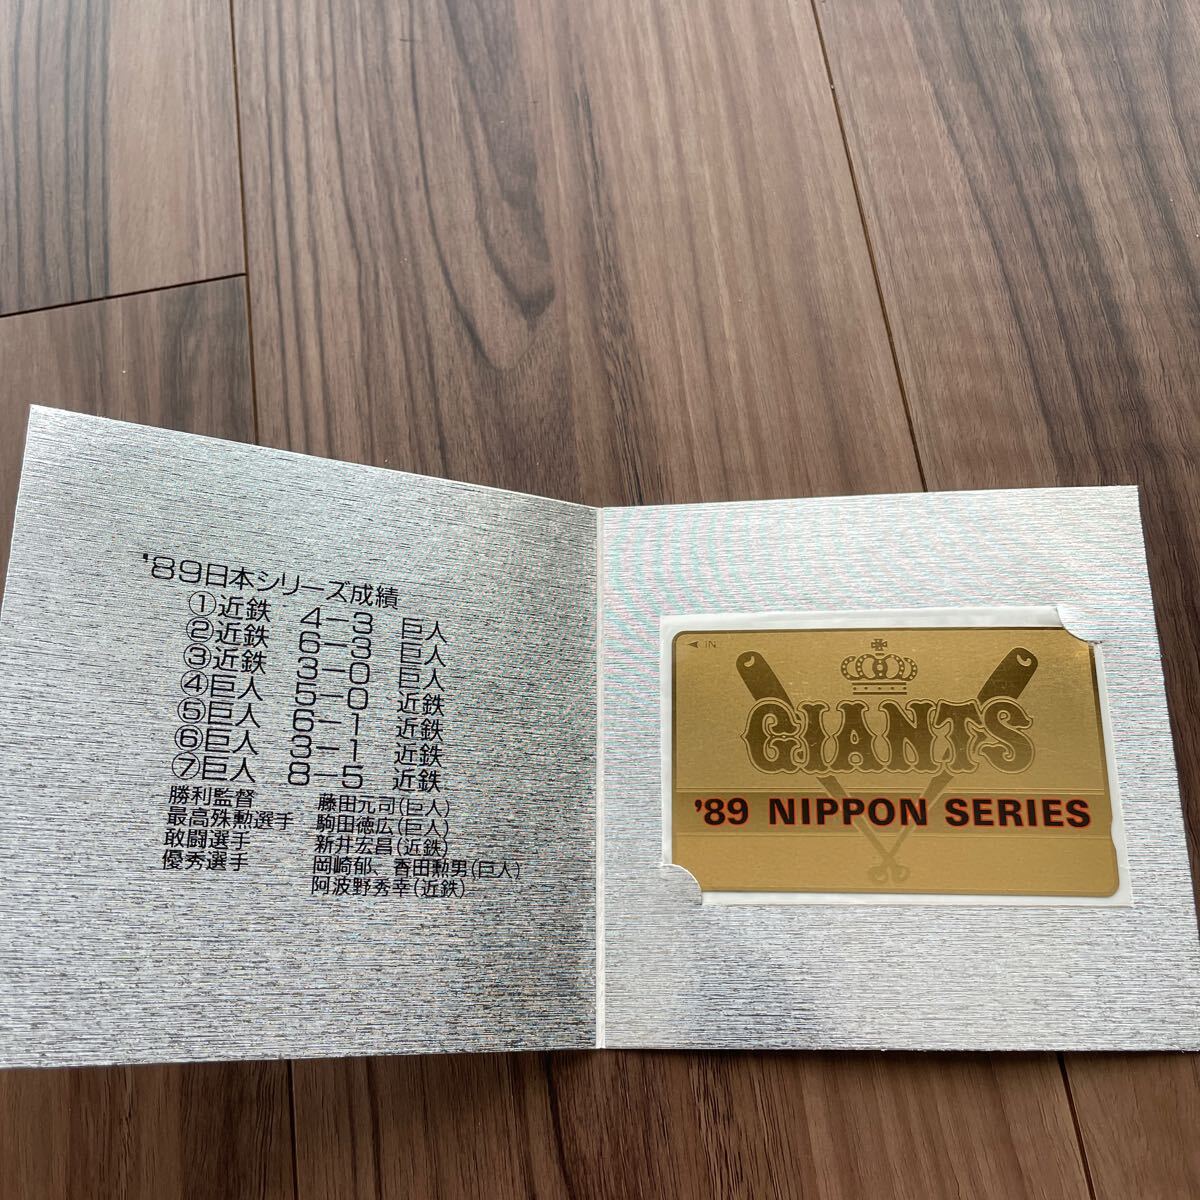 '89日本シリーズ成績
①近鉄 4−3 巨人
②近鉄 6−3 巨人
③近鉄 3−0 巨人
④巨人 5−0 近鉄
⑤巨人 6−1 近鉄
⑥巨人 3−1 近鉄
⑦巨人 8−5 近鉄
勝利監督 藤田元司(巨人)
最高殊勲選手 駒田徳広(巨人)
敢闘選手 新井宏昌(近鉄)
優秀選手 岡崎郁、香田勲男(巨人)
阿波野秀幸(近鉄)
◀ IN
GIANTS
'89 NIPPON SERIES